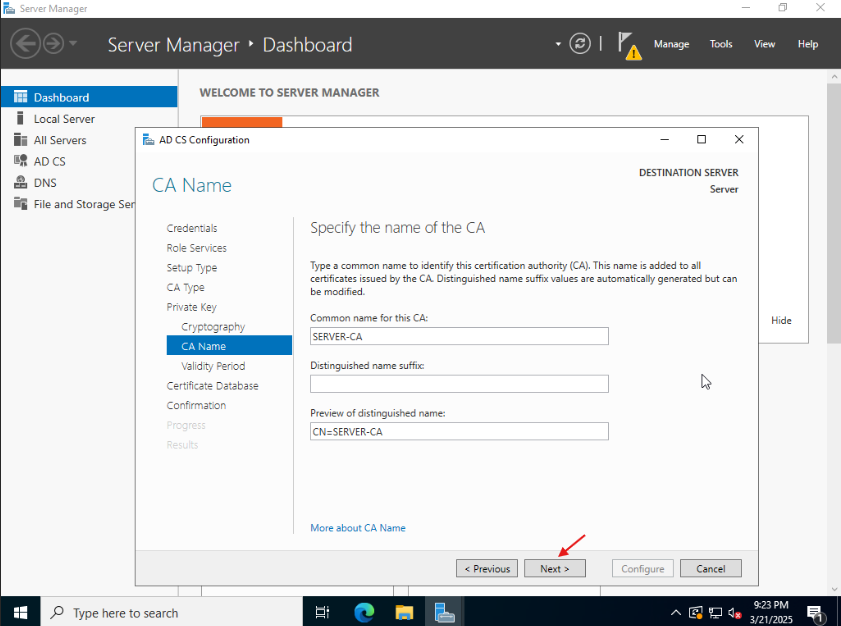 Server Manager
Server Manager • Dashboard
Manage Tools View Help
Dashboard
Local Server
All Servers
AD CS
DNS
File and Storage Ser
WELCOME TO SERVER MANAGER
Hide
AD CS Configuration
CA Name
DESTINATION SERVER
Server
Credentials
Role Services
Setup Type
CA Type
Private Key
Cryptography
CA Name
Validity Period
Certificate Database
Confirmation
Progress
Results
Specify the name of the CA
Type a common name to identify this certification authority (CA). This name is added to all
certificates issued by the CA. Distinguished name suffix values are automatically generated but can
be modified.
Common name for this CA:
SERVER-CA
Distinguished name suffix:
Preview of distinguished name:
CN=SERVER-CA
More about CA Name
< Previous Next > Configure Cancel
Type here to search
9:23 PM
3/21/2025
1